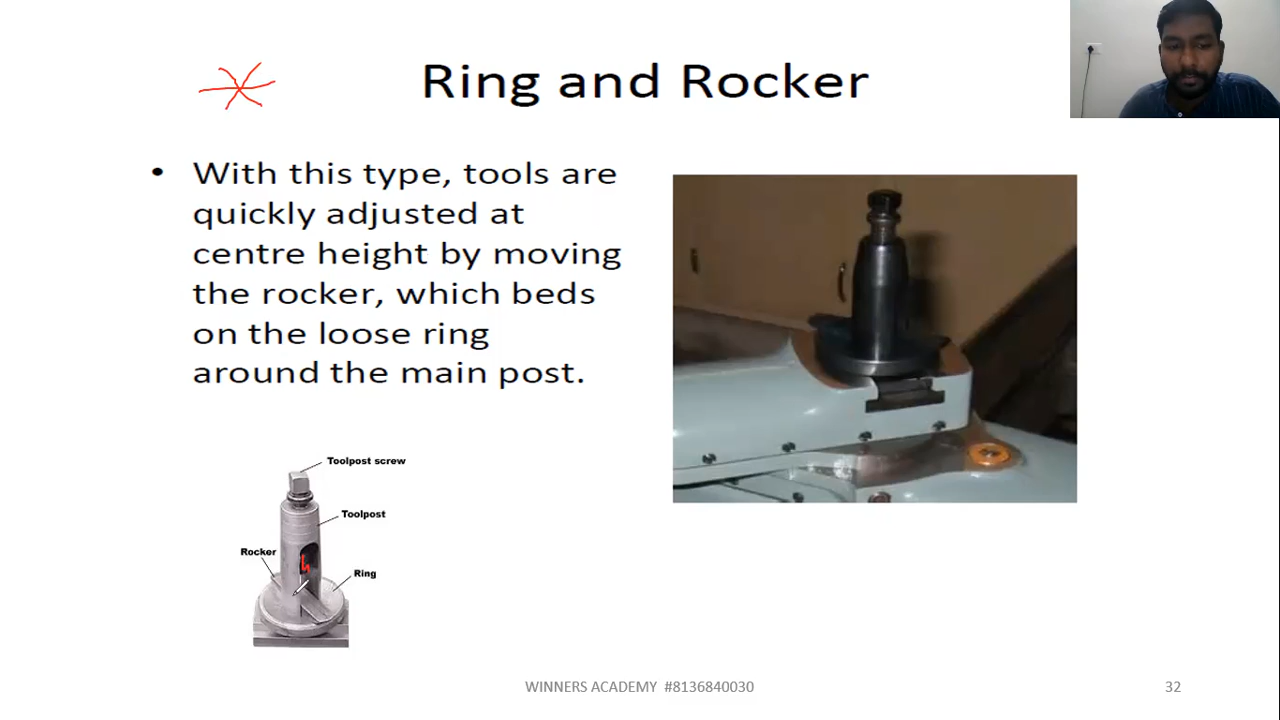 Ring and Rocker
• With this type, tools are
quickly adjusted at
centre height by moving
the rocker, which beds
on the loose ring
around the main post.
Toolpost screw
Toolpost
Rocker
Ring
WINNERS ACADEMY #8136840030
32